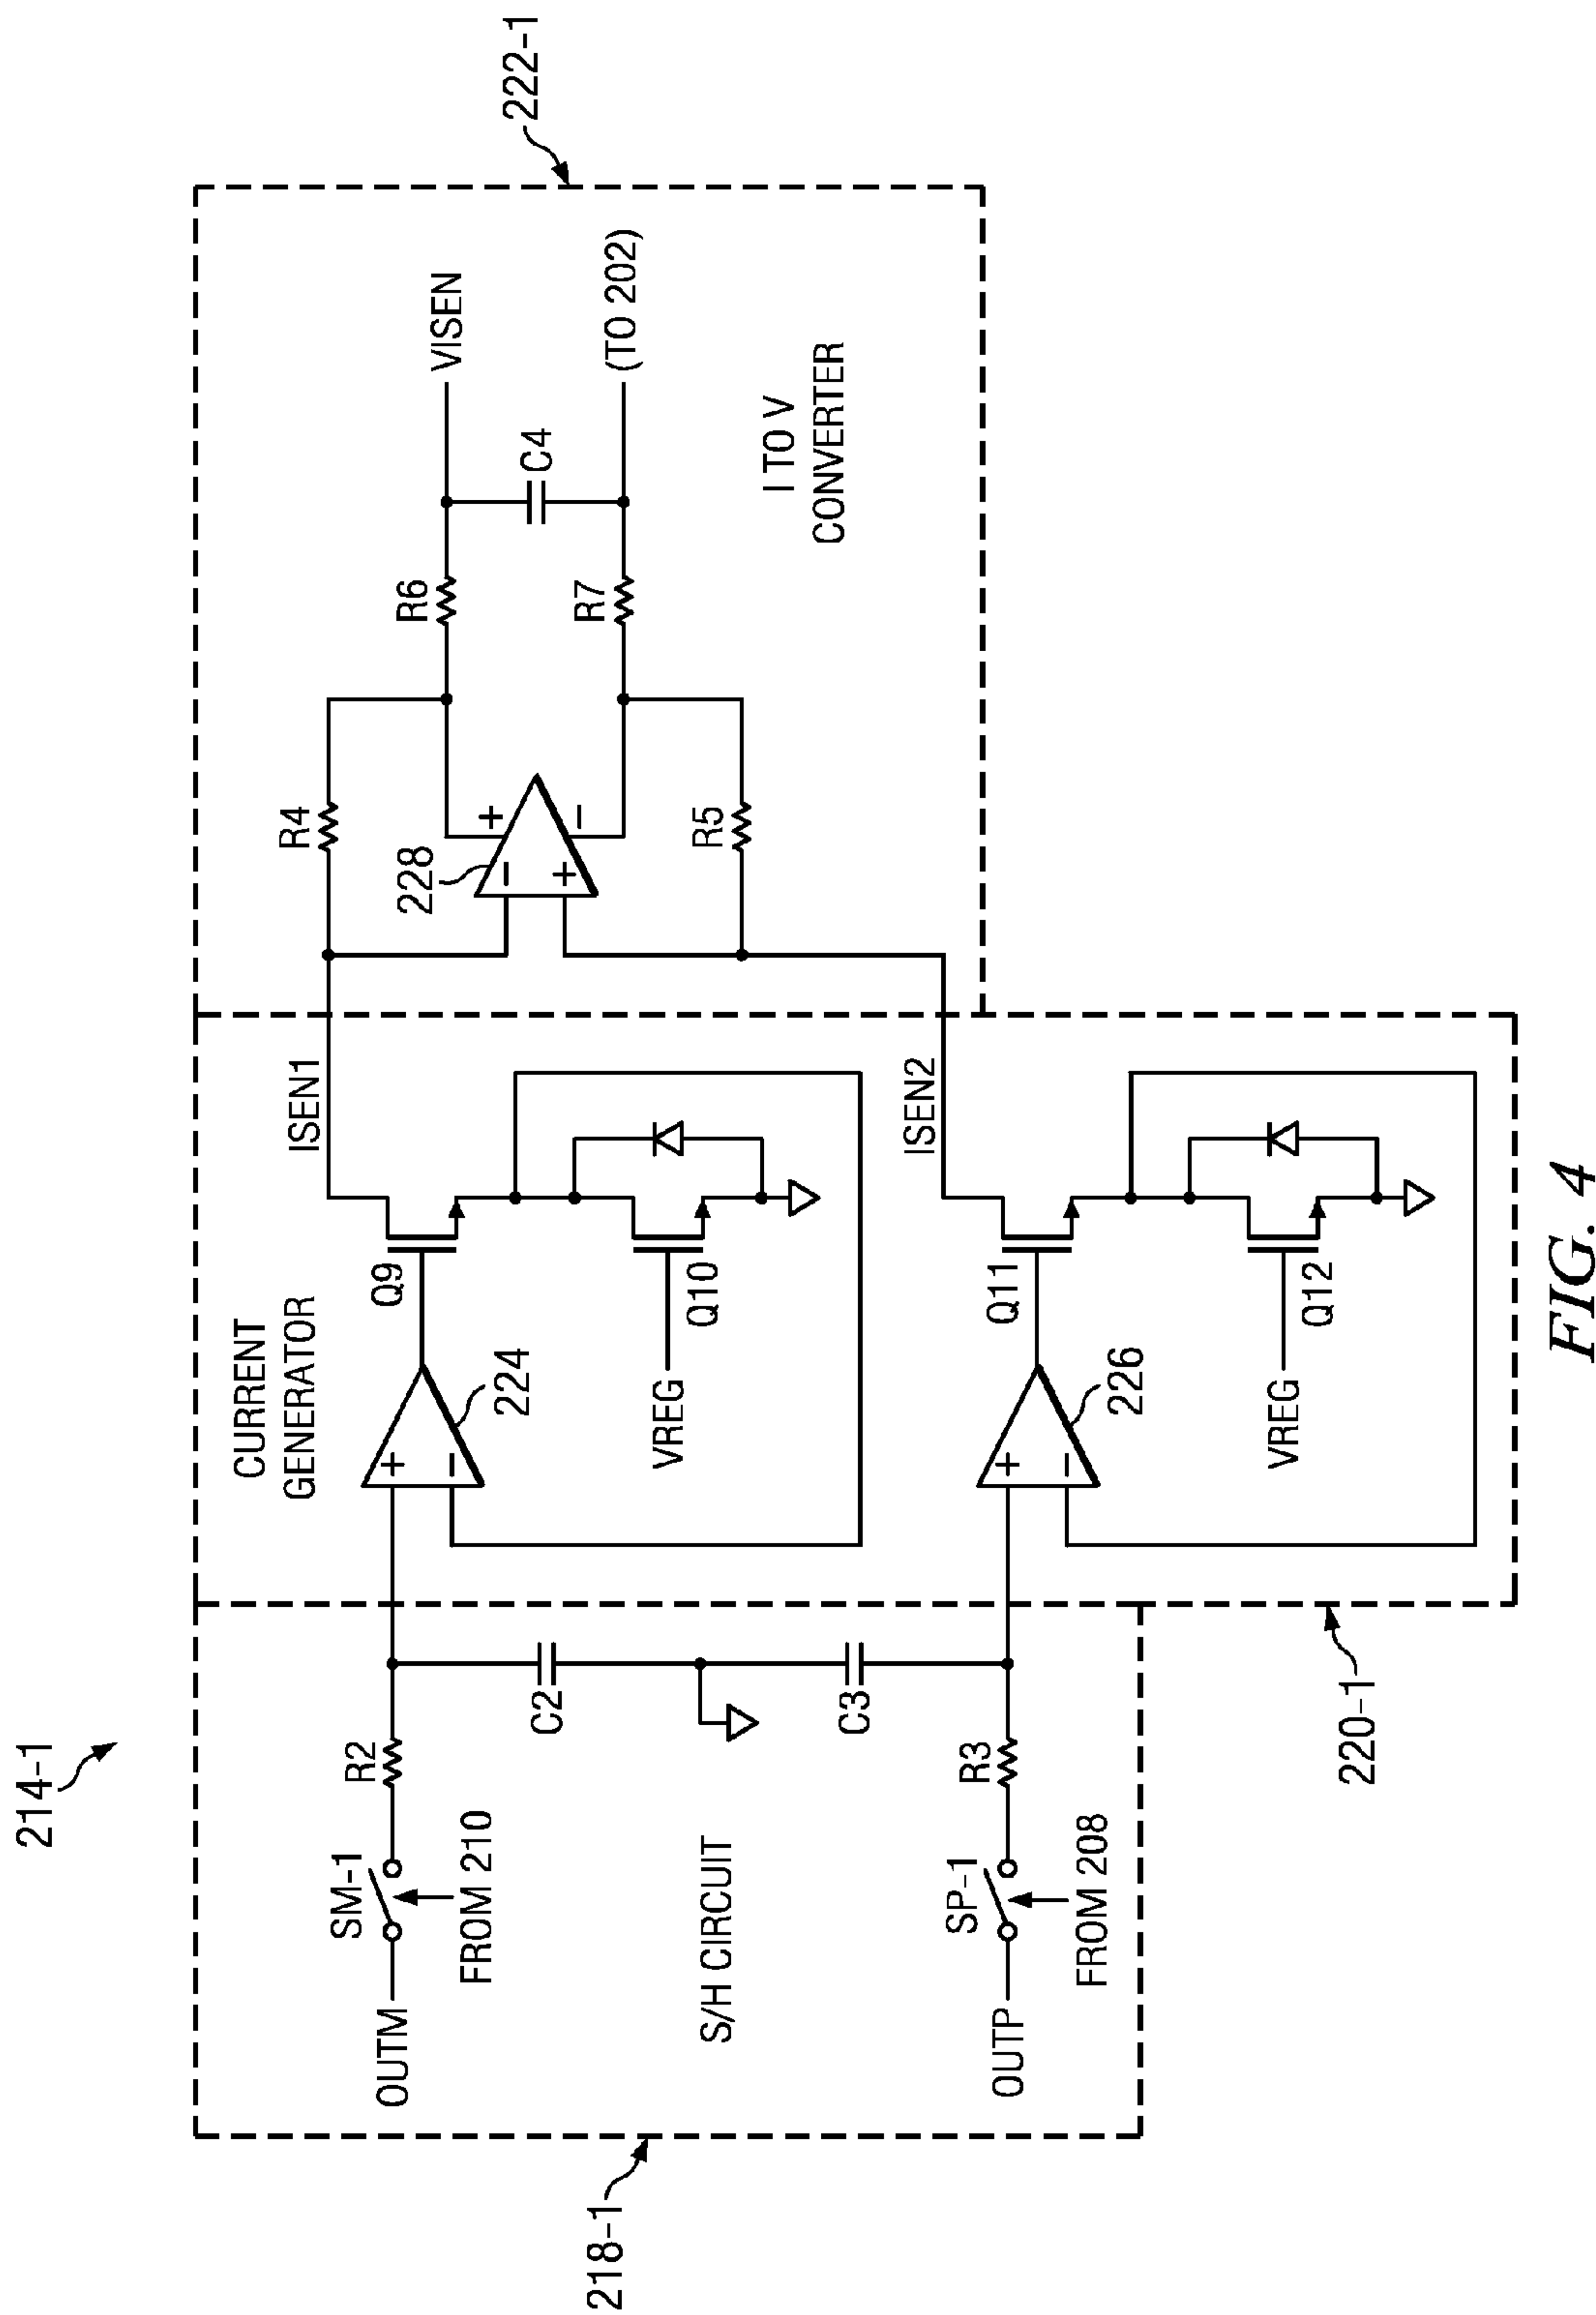 214-1
218-1
OUTM
SM-1
FROM 210
R2
C2
S/H CIRCUIT
C3
OUTP
SP-1
FROM 208
R3
220-1
CURRENT
GENERATOR
+
−
224
Q9
ISEN1
VREG
Q10
+
−
226
Q11
ISEN2
VREG
Q12
222-1
R4
228
−
+
+
−
R5
R6
R7
C4
VISEN
(TO 202)
I TO V
CONVERTER
FIG. 4